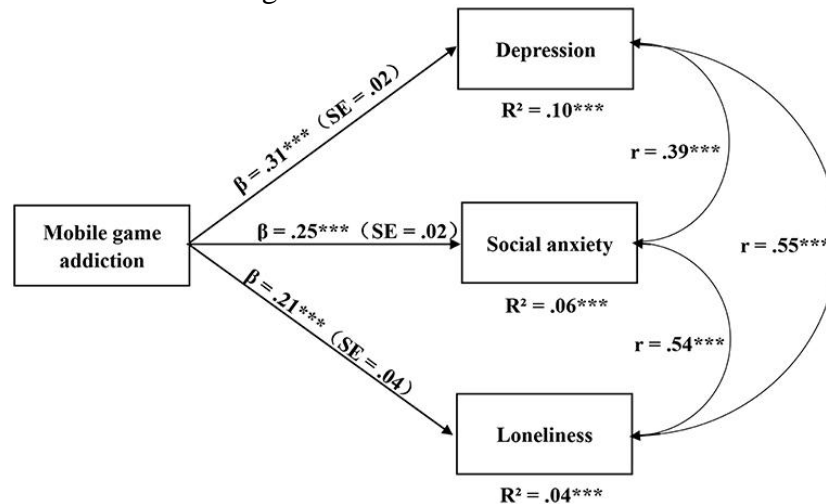 Depression
R² = .10***
β = .31***（SE = .02）
r = .39***
Mobile game
addiction
β = .25***（SE = .02）
Social anxiety
r = .55***
R² = .06***
β = .21***（SE = .04）
r = .54***
Loneliness
R² = .04***